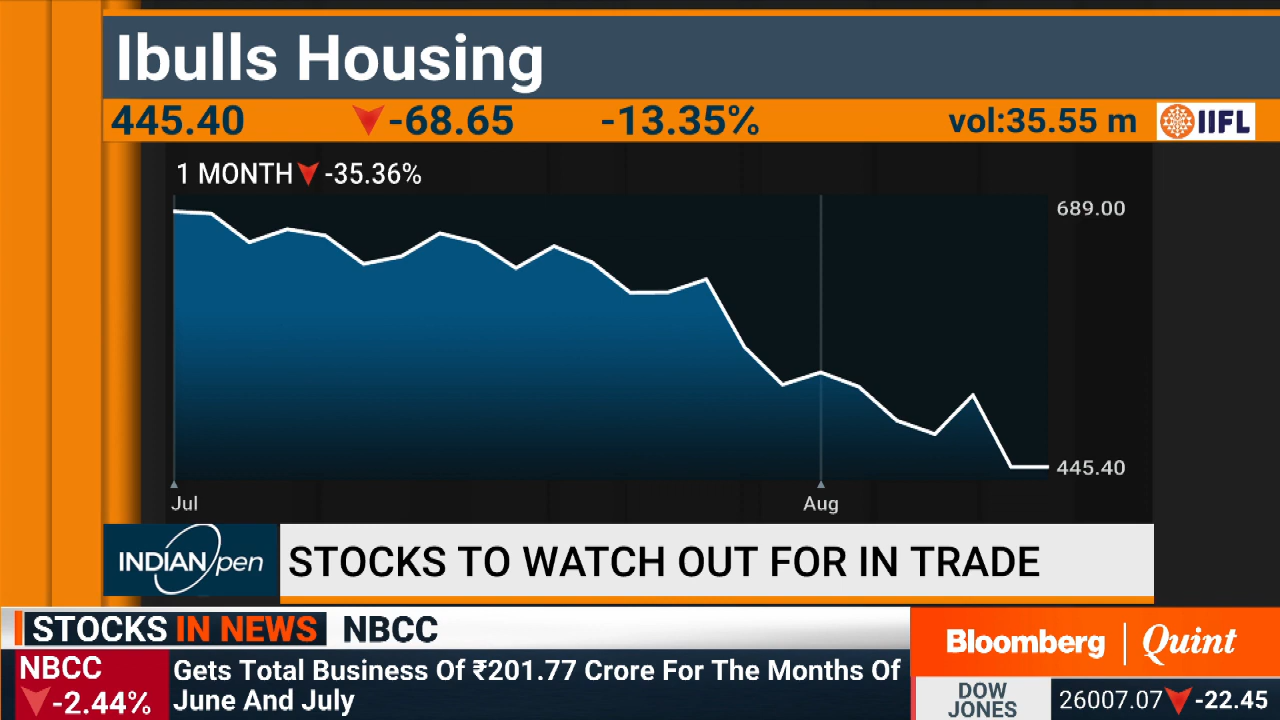 Ibulls Housing
445.40 -68.65 -13.35% vol:35.55 m IIFL
1 MONTH -35.36%
689.00
445.40
Jul Aug
INDIAN open STOCKS TO WATCH OUT FOR IN TRADE
STOCKS IN NEWS NBCC
Bloomberg | Quint
NBCC
-2.44%
Gets Total Business Of ₹201.77 Crore For The Months Of
June And July
DOW
JONES
26007.07 -22.45